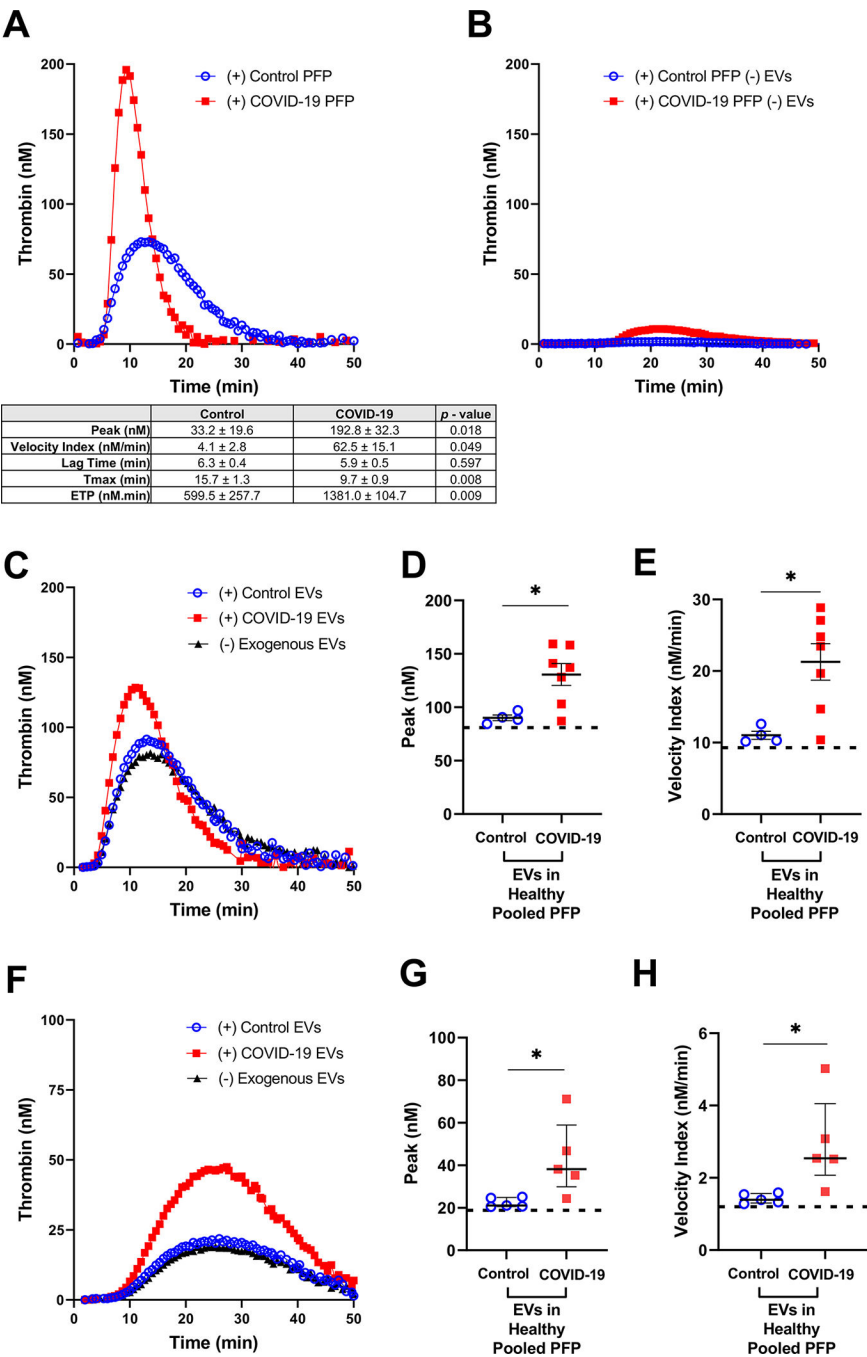 A
200
150
100
50
0
Thrombin (nM)
(+) Control PFP
(+) COVID-19 PFP
0 10 20 30 40 50
Time (min)
B
200
150
100
50
0
Thrombin (nM)
(+) Control PFP (-) EVs
(+) COVID-19 PFP (-) EVs
0 10 20 30 40 50
Time (min)
Control COVID-19 p - value
Peak (nM) 33.2 ± 19.6 192.8 ± 32.3 0.018
Velocity Index (nM/min) 4.1 ± 2.8 62.5 ± 15.1 0.049
Lag Time (min) 6.3 ± 0.4 5.9 ± 0.5 0.597
Tmax (min) 15.7 ± 1.3 9.7 ± 0.9 0.008
ETP (nM.min) 599.5 ± 257.7 1381.0 ± 104.7 0.009
C
200
150
100
50
0
Thrombin (nM)
(+) Control EVs
(+) COVID-19 EVs
(-) Exogenous EVs
0 10 20 30 40 50
Time (min)
D
200
150
100
50
0
Peak (nM)
*
Control COVID-19
EVs in
Healthy
Pooled PFP
E
30
20
10
0
Velocity Index (nM/min)
*
Control COVID-19
EVs in
Healthy
Pooled PFP
F
100
75
50
25
0
Thrombin (nM)
(+) Control EVs
(+) COVID-19 EVs
(-) Exogenous EVs
0 10 20 30 40 50
Time (min)
G
100
80
60
40
20
0
Peak (nM)
*
Control COVID-19
EVs in
Healthy
Pooled PFP
H
6
4
2
0
Velocity Index (nM/min)
*
Control COVID-19
EVs in
Healthy
Pooled PFP